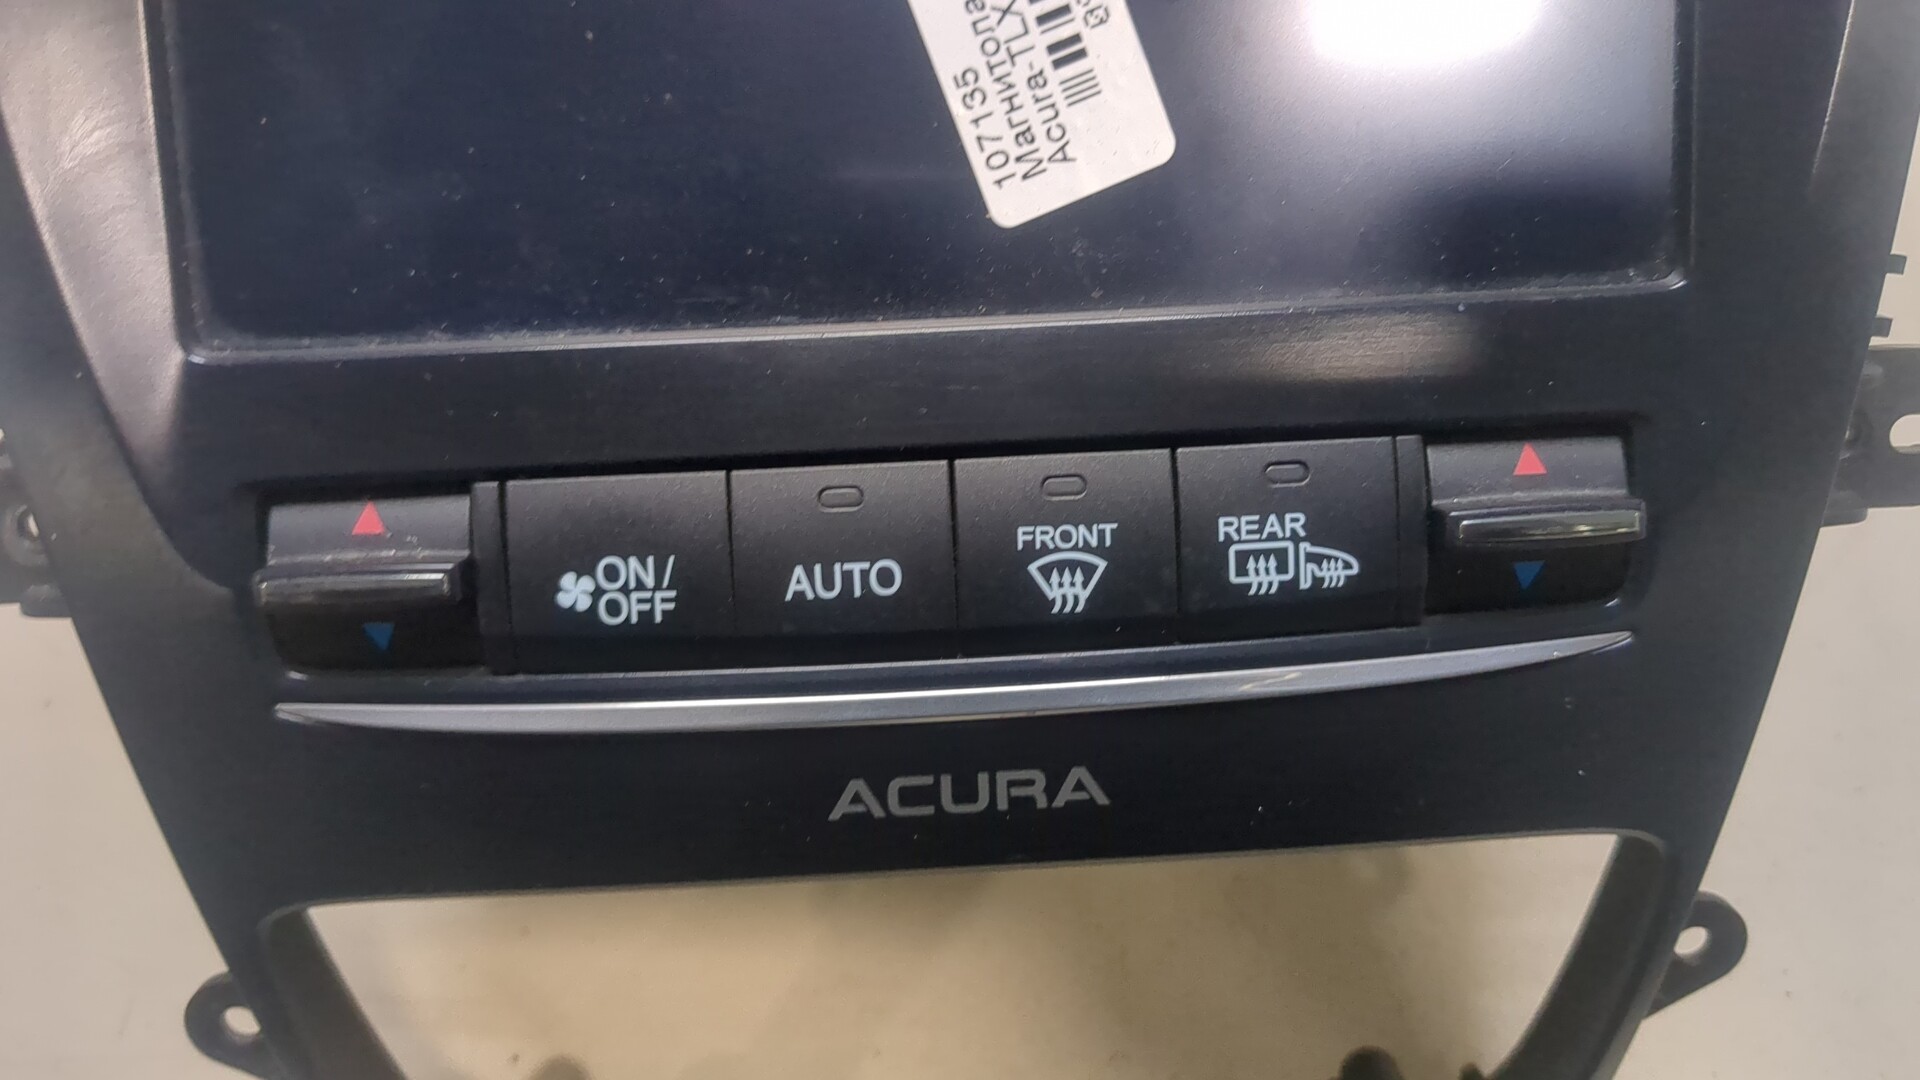 107135
Магнитола
Acura-TLX
ON/
OFF
AUTO
FRONT
REAR
ACURA